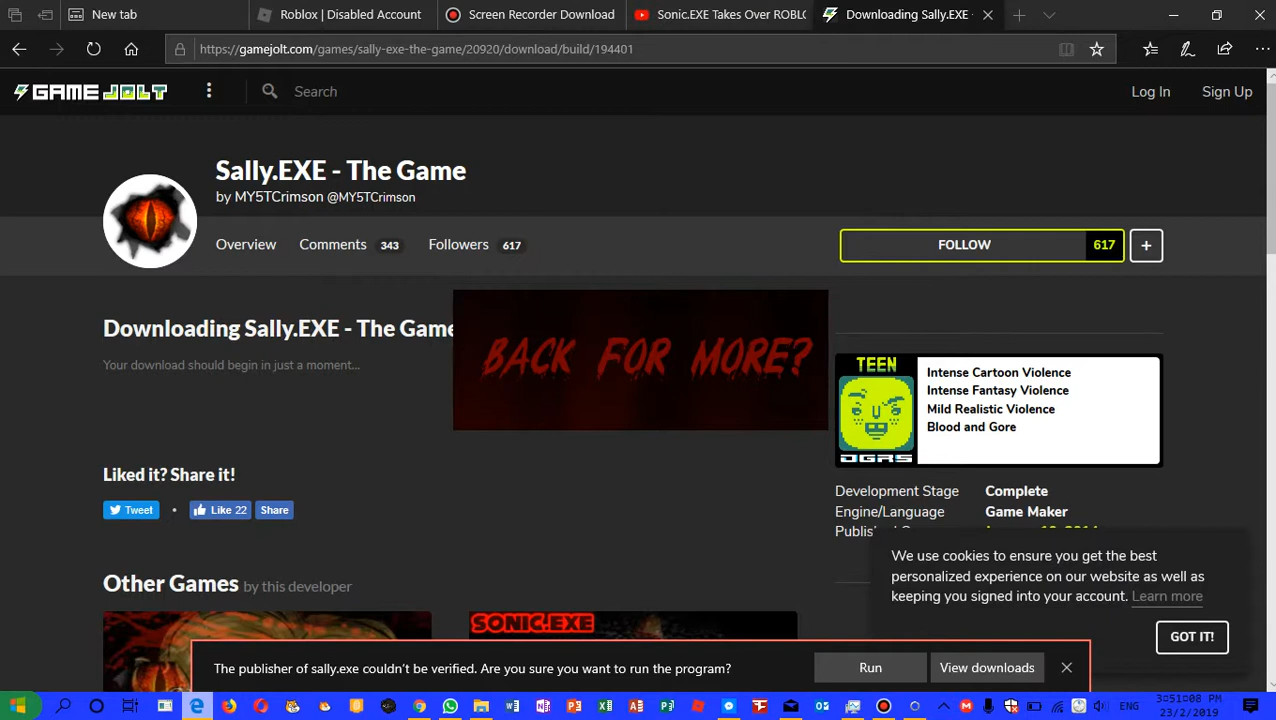 New tab
Roblox | Disabled Account
Screen Recorder Download
Sonic.EXE Takes Over ROBLO
Downloading Sally.EXE -
https://gamejolt.com/games/sally-exe-the-game/20920/download/build/194401
GAME JOLT
Search
Log In
Sign Up
Sally.EXE - The Game
by MY5TCrimson @MY5TCrimson
Overview
Comments 343
Followers 617
FOLLOW 617
Downloading Sally.EXE - The Game
Your download should begin in just a moment...
BACK FOR MORE?
TEEN
DGRS
Intense Cartoon Violence
Intense Fantasy Violence
Mild Realistic Violence
Blood and Gore
Liked it? Share it!
Tweet • Like 22 Share
Development Stage Complete
Engine/Language Game Maker
We use cookies to ensure you get the best
personalized experience on our website as well as
keeping you signed into your account. Learn more
GOT IT!
Other Games by this developer
SONIC.EXE
The publisher of sally.exe couldn't be verified. Are you sure you want to run the program?
Run
View downloads
ENG
3:51:08 PM
23/2/2019